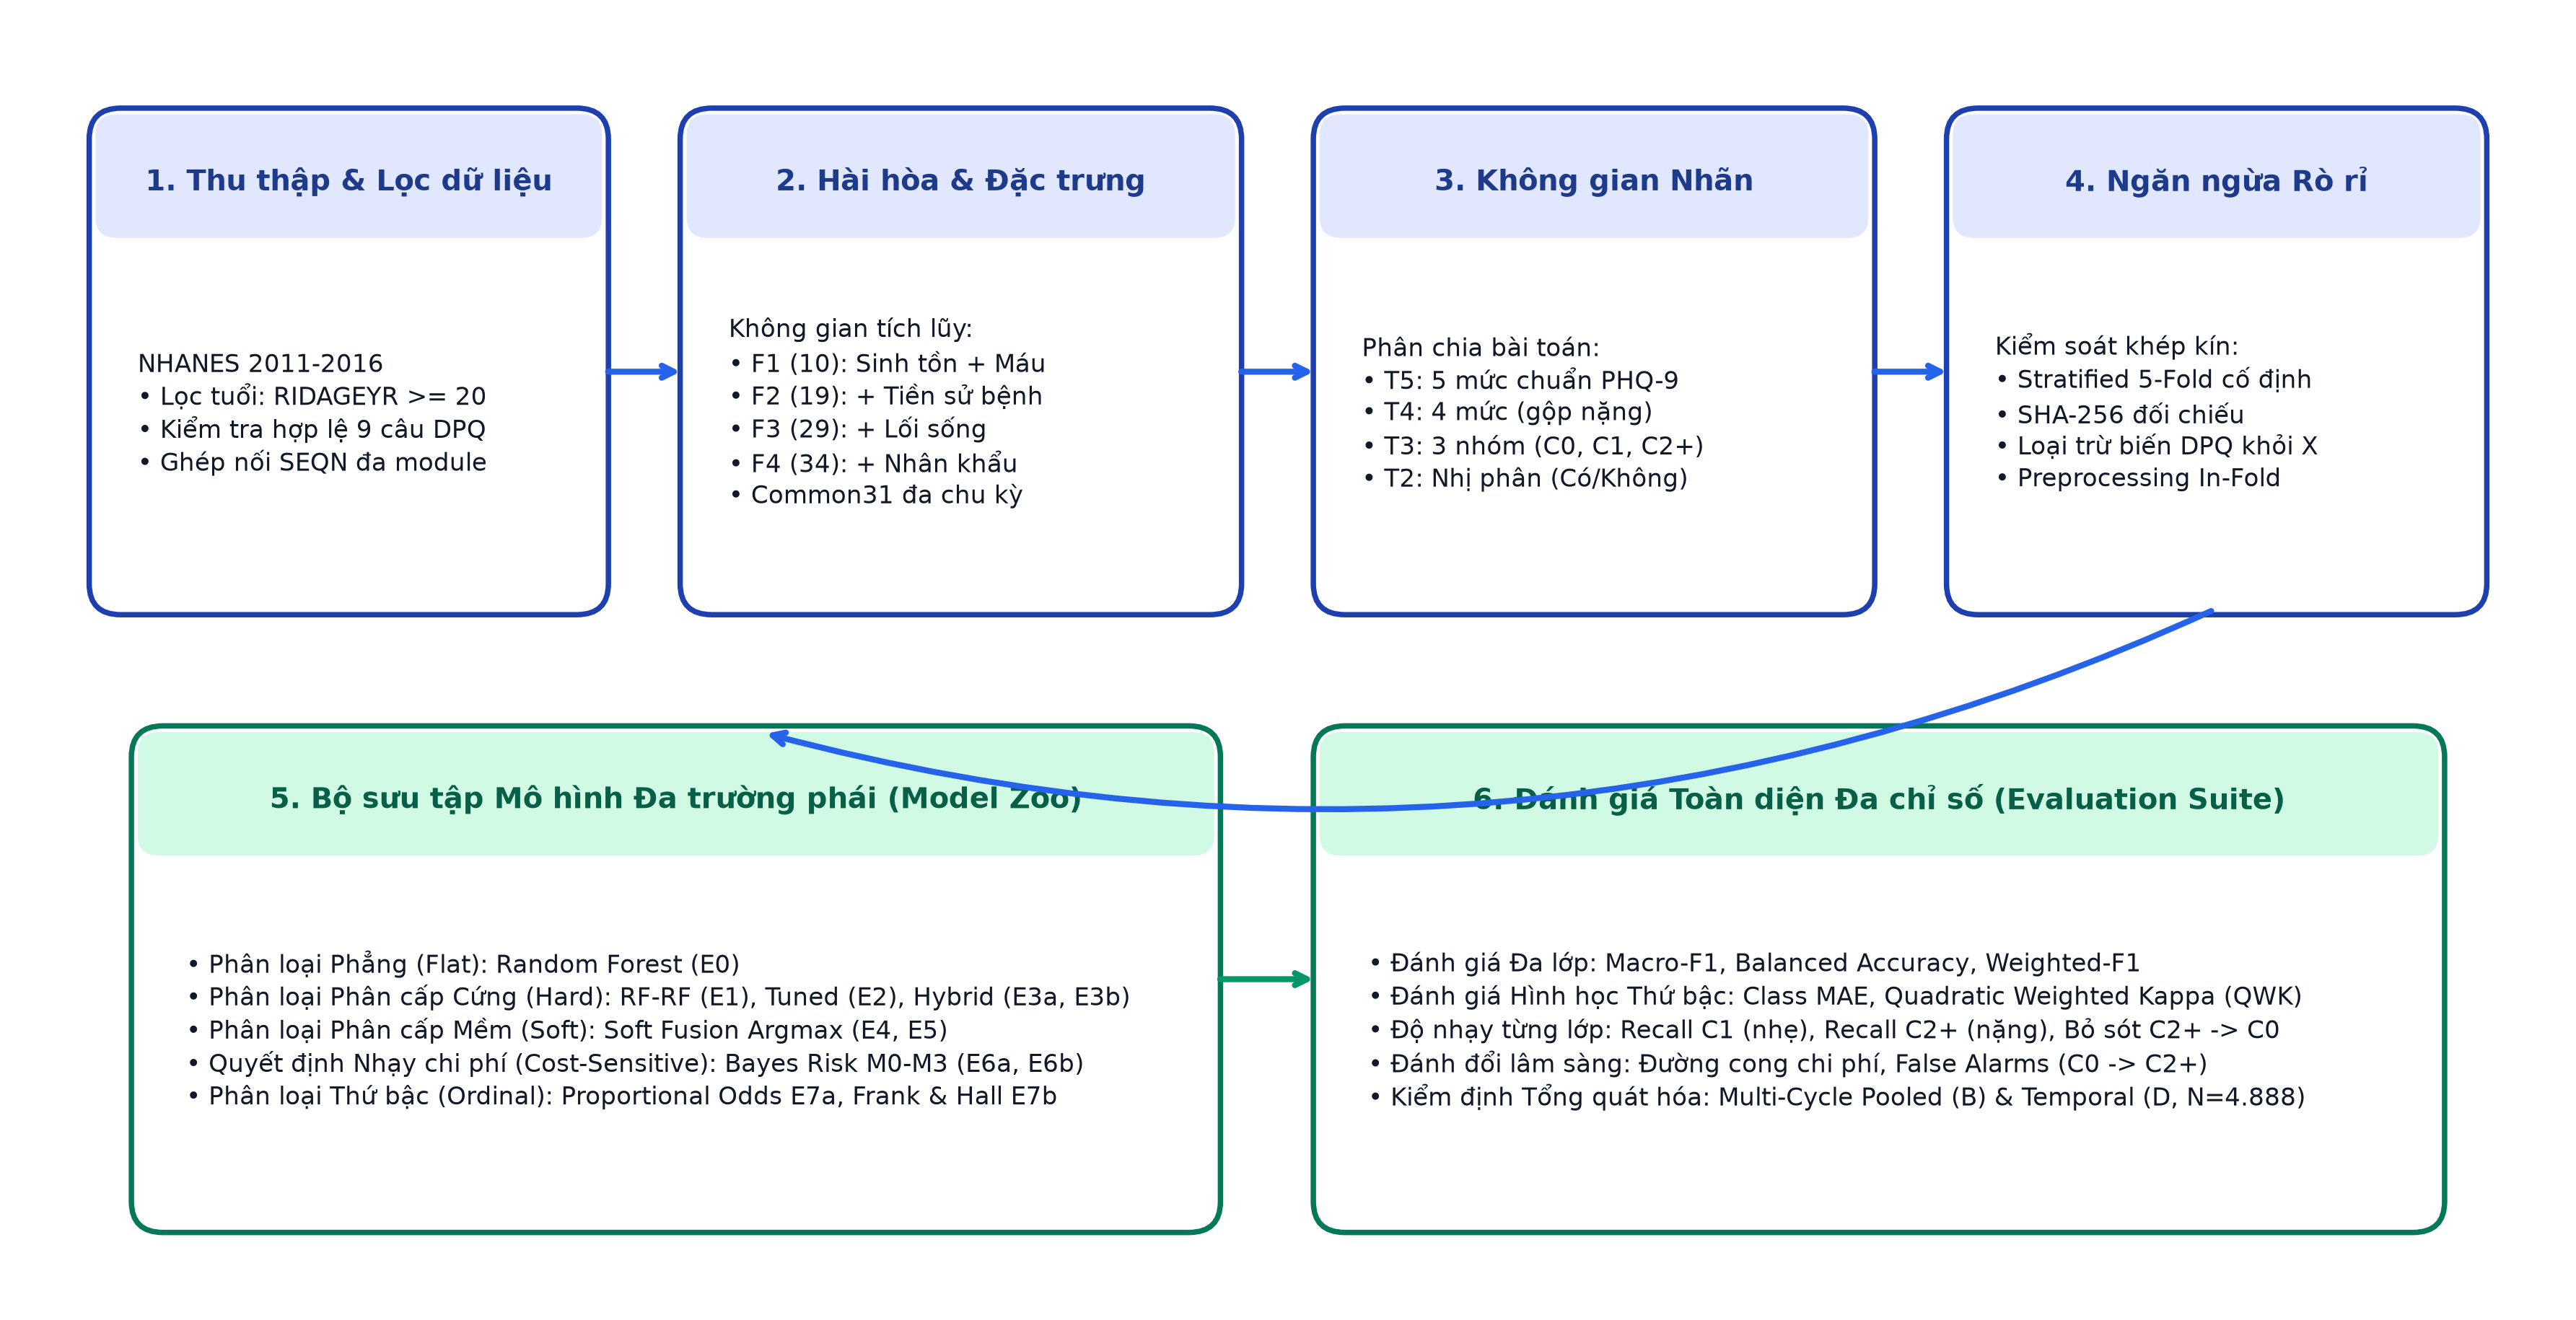 1. Thu thập & Lọc dữ liệu
NHANES 2011-2016
• Lọc tuổi: RIDAGEYR >= 20
• Kiểm tra hợp lệ 9 câu DPQ
• Ghép nối SEQN đa module
2. Hài hòa & Đặc trưng
Không gian tích lũy:
• F1 (10): Sinh tồn + Máu
• F2 (19): + Tiền sử bệnh
• F3 (29): + Lối sống
• F4 (34): + Nhân khẩu
• Common31 đa chu kỳ
3. Không gian Nhãn
Phân chia bài toán:
• T5: 5 mức chuẩn PHQ-9
• T4: 4 mức (gộp nặng)
• T3: 3 nhóm (C0, C1, C2+)
• T2: Nhị phân (Có/Không)
4. Ngăn ngừa Rò rỉ
Kiểm soát khép kín:
• Stratified 5-Fold cố định
• SHA-256 đối chiếu
• Loại trừ biến DPQ khỏi X
• Preprocessing In-Fold
5. Bộ sưu tập Mô hình Đa trường phái (Model Zoo)
• Phân loại Phẳng (Flat): Random Forest (E0)
• Phân loại Phân cấp Cứng (Hard): RF-RF (E1), Tuned (E2), Hybrid (E3a, E3b)
• Phân loại Phân cấp Mềm (Soft): Soft Fusion Argmax (E4, E5)
• Quyết định Nhạy chi phí (Cost-Sensitive): Bayes Risk M0-M3 (E6a, E6b)
• Phân loại Thứ bậc (Ordinal): Proportional Odds E7a, Frank & Hall E7b
6. Đánh giá Toàn diện Đa chỉ số (Evaluation Suite)
• Đánh giá Đa lớp: Macro-F1, Balanced Accuracy, Weighted-F1
• Đánh giá Hình học Thứ bậc: Class MAE, Quadratic Weighted Kappa (QWK)
• Độ nhạy từng lớp: Recall C1 (nhẹ), Recall C2+ (nặng), Bỏ sót C2+ -> C0
• Đánh đổi lâm sàng: Đường cong chi phí, False Alarms (C0 -> C2+)
• Kiểm định Tổng quát hóa: Multi-Cycle Pooled (B) & Temporal (D, N=4.888)